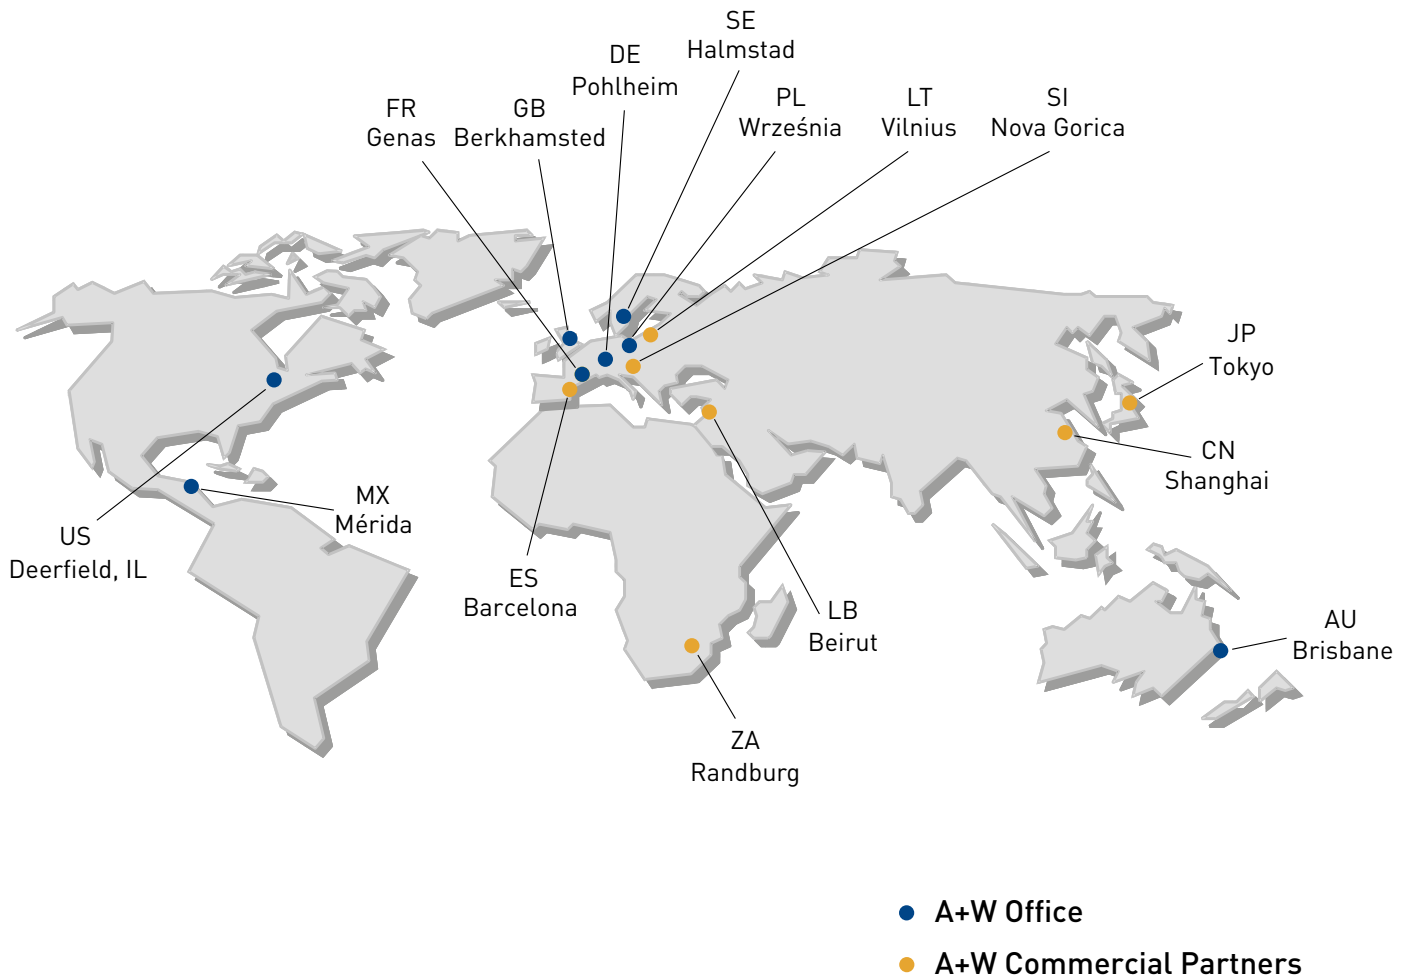 SE
Halmstad
DE
Pohlheim
FR
Genas
GB
Berkhamsted
PL
Września
LT
Vilnius
SI
Nova Gorica
JP
Tokyo
CN
Shanghai
MX
Mérida
US
Deerfield, IL
ES
Barcelona
LB
Beirut
AU
Brisbane
ZA
Randburg
A+W Office
A+W Commercial Partners